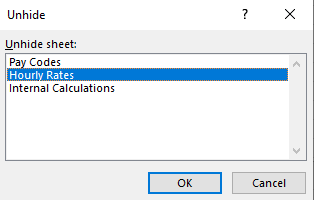 Unhide
?
Unhide sheet:
Pay Codes
Hourly Rates
Internal Calculations
OK Cancel